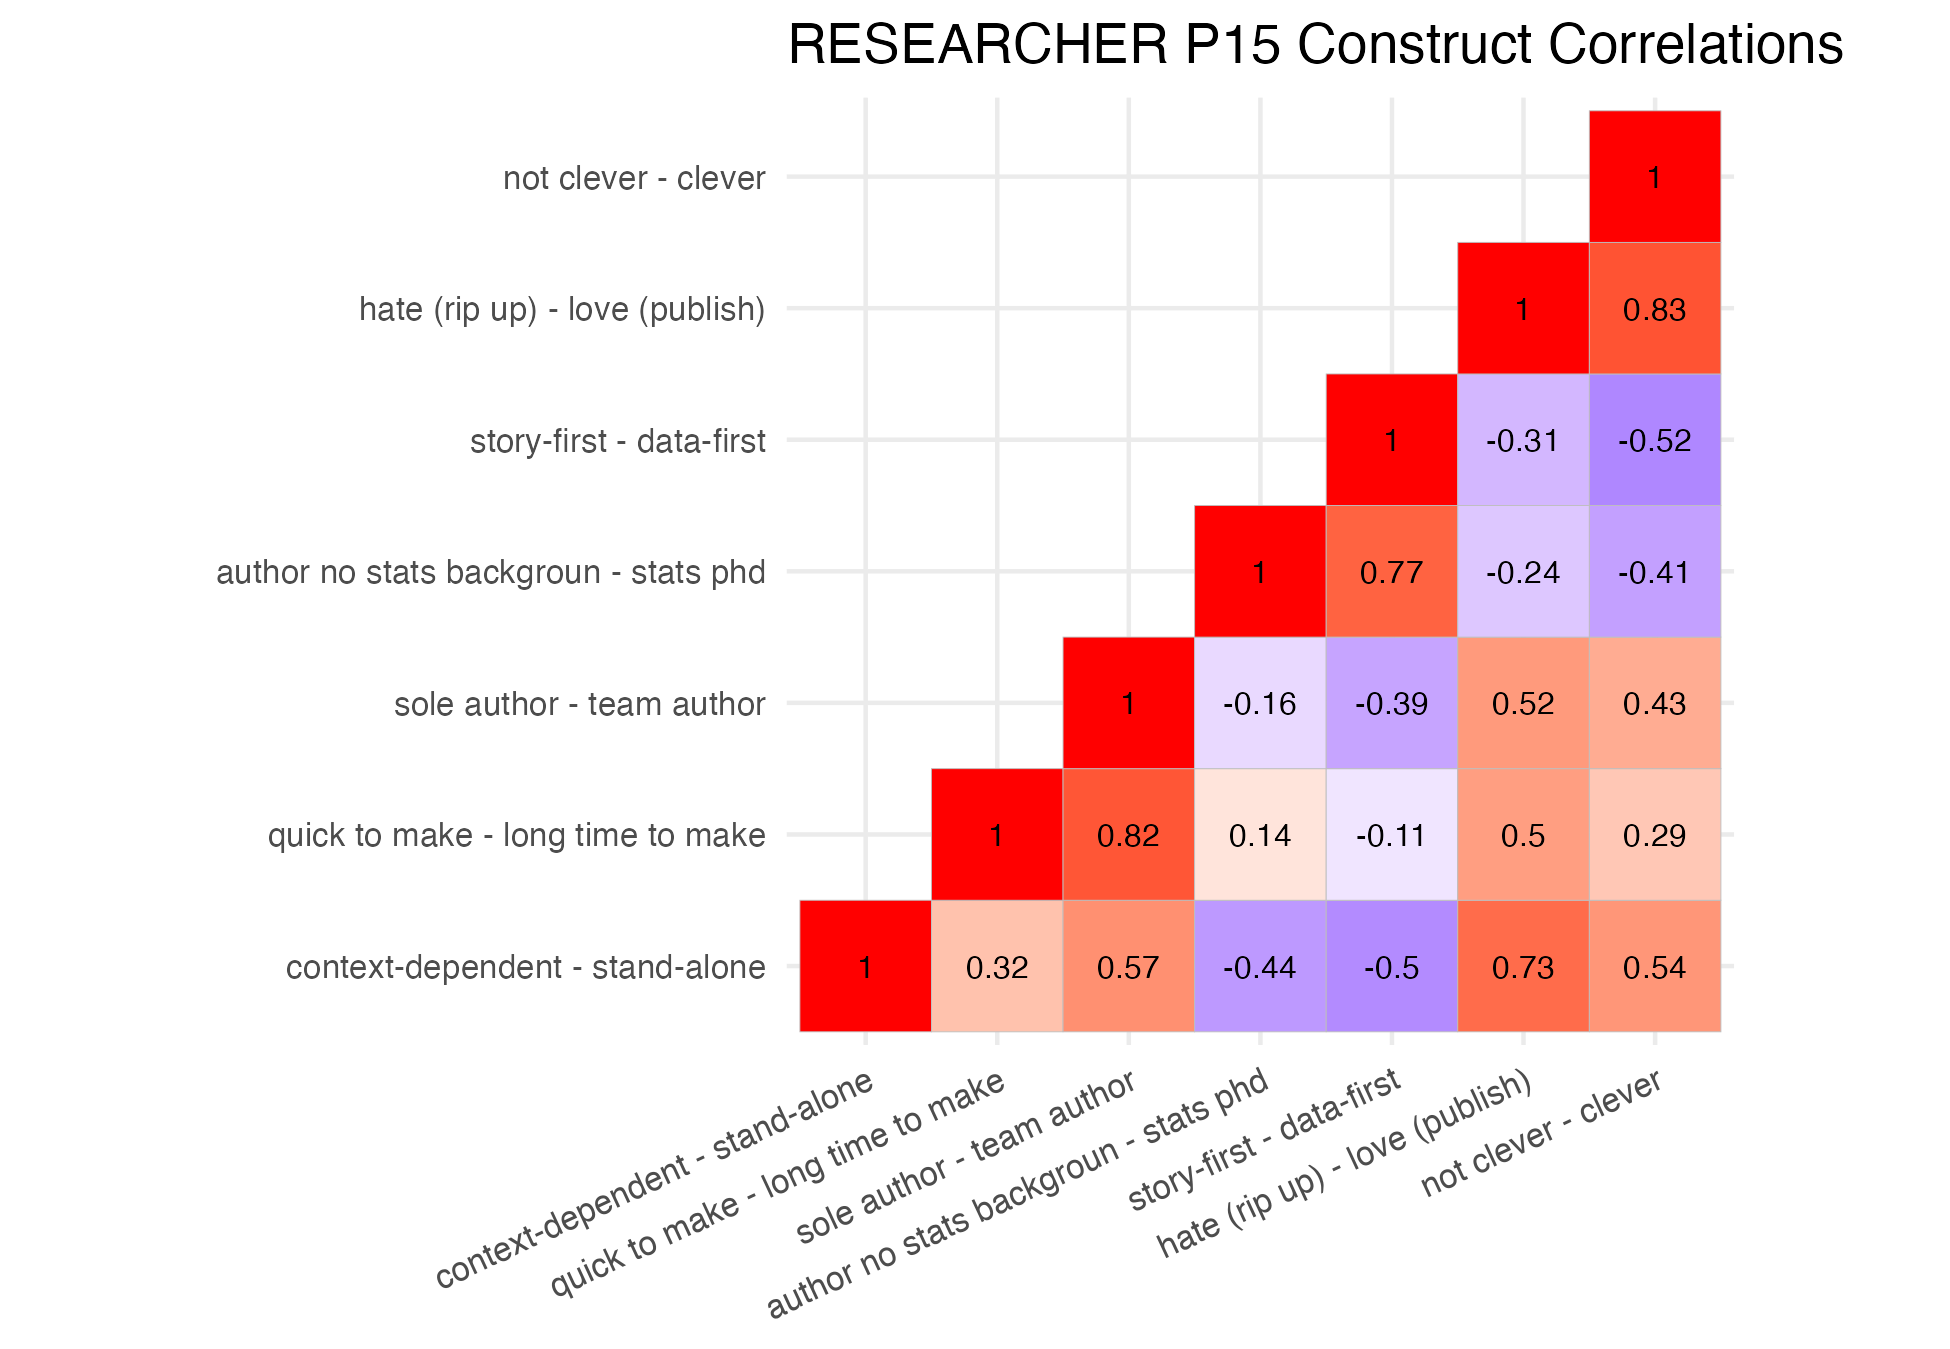 RESEARCHER P15 Construct Correlations
not clever - clever
1
hate (rip up) - love (publish)
1 0.83
story-first - data-first
1 -0.31 -0.52
author no stats backgroun - stats phd
1 0.77 -0.24 -0.41
sole author - team author
1 -0.16 -0.39 0.52 0.43
quick to make - long time to make
1 0.82 0.14 -0.11 0.5 0.29
context-dependent - stand-alone
1 0.32 0.57 -0.44 -0.5 0.73 0.54
context-dependent - stand-alone
quick to make - long time to make
sole author - team author
author no stats backgroun - stats phd
story-first - data-first
hate (rip up) - love (publish)
not clever - clever